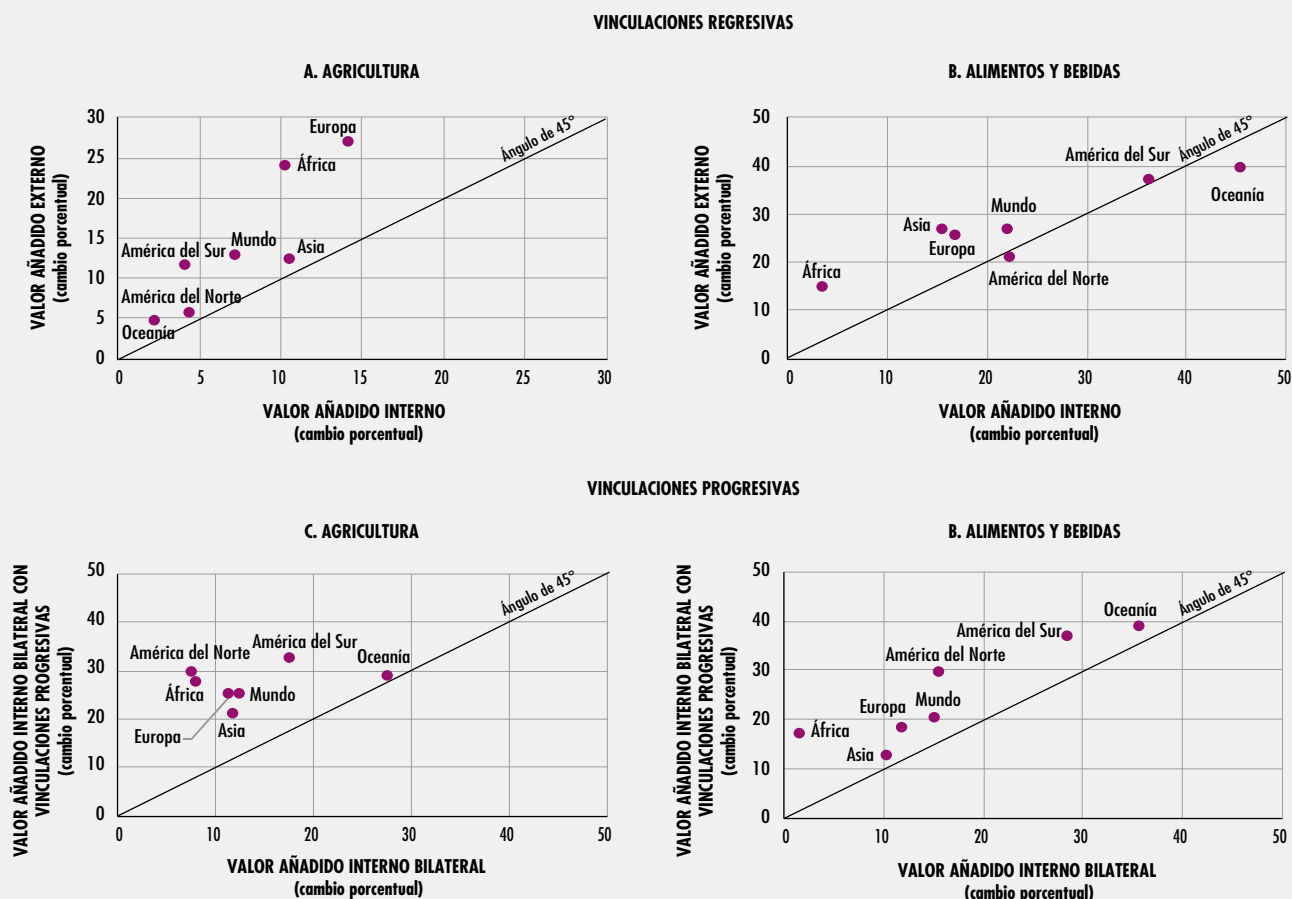 VINCULACIONES REGRESIVAS
A. AGRICULTURA
VALOR AÑADIDO EXTERNO
(cambio porcentual)
30
25
20
15
10
5
0
Europa
África
América del Sur
Mundo
Asia
América del Norte
Oceanía
Ángulo de 45°
0 5 10 15 20 25 30
VALOR AÑADIDO INTERNO
(cambio porcentual)
B. ALIMENTOS Y BEBIDAS
VALOR AÑADIDO EXTERNO
(cambio porcentual)
50
40
30
20
10
0
Ángulo de 45°
América del Sur
Oceanía
Mundo
Asia
Europa
América del Norte
África
0 10 20 30 40 50
VALOR AÑADIDO INTERNO
(cambio porcentual)
VINCULACIONES PROGRESIVAS
C. AGRICULTURA
VALOR AÑADIDO INTERNO BILATERAL CON
VINCULACIONES PROGRESIVAS
(cambio porcentual)
50
40
30
20
10
0
Ángulo de 45°
América del Sur
América del Norte
Oceanía
África
Mundo
Europa
Asia
0 10 20 30 40 50
VALOR AÑADIDO INTERNO BILATERAL
(cambio porcentual)
B. ALIMENTOS Y BEBIDAS
VALOR AÑADIDO INTERNO BILATERAL CON
VINCULACIONES PROGRESIVAS
(cambio porcentual)
50
40
30
20
10
0
Ángulo de 45°
Oceanía
América del Sur
América del Norte
Europa
Mundo
África
Asia
0 10 20 30 40 50
VALOR AÑADIDO INTERNO BILATERAL
(cambio porcentual)